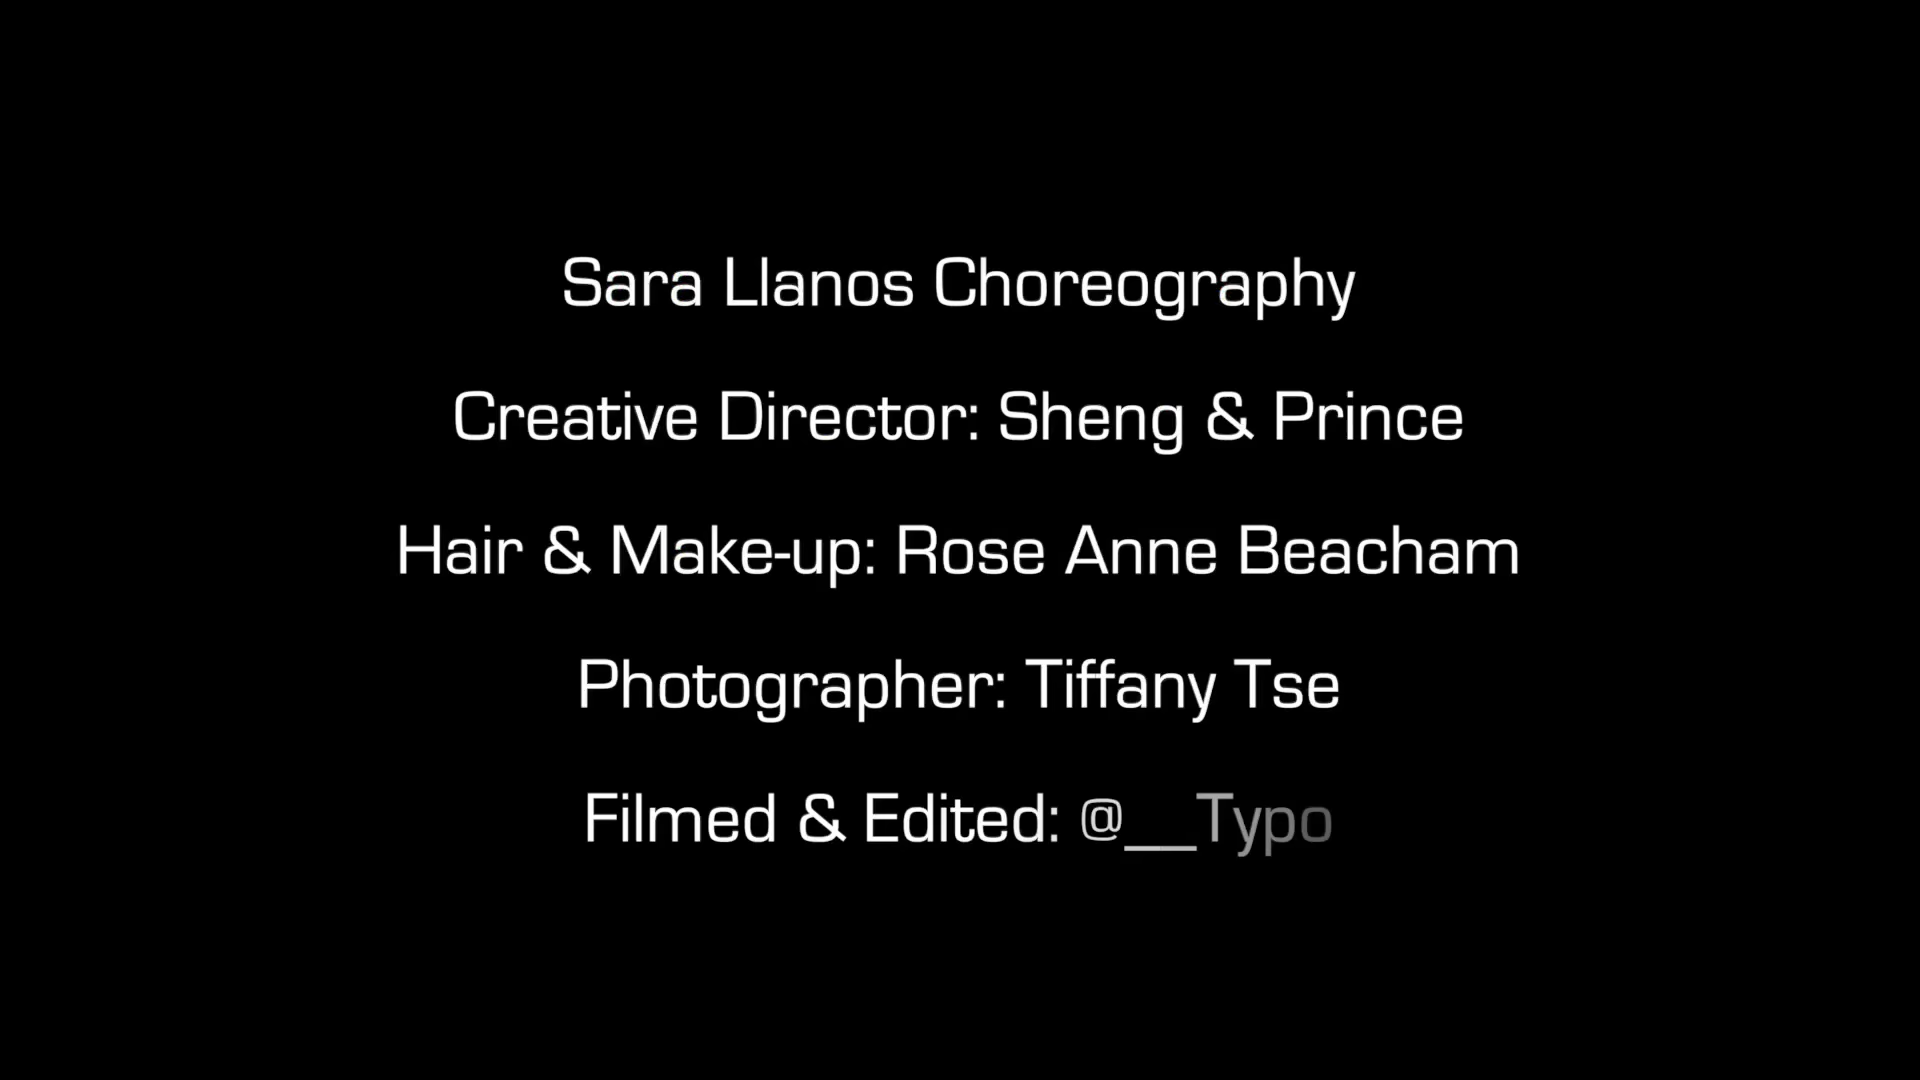 Sara Llanos Choreography
Creative Director: Sheng & Prince
Hair & Make-up: Rose Anne Beacham
Photographer: Tiffany Tse
Filmed & Edited: @__Typo